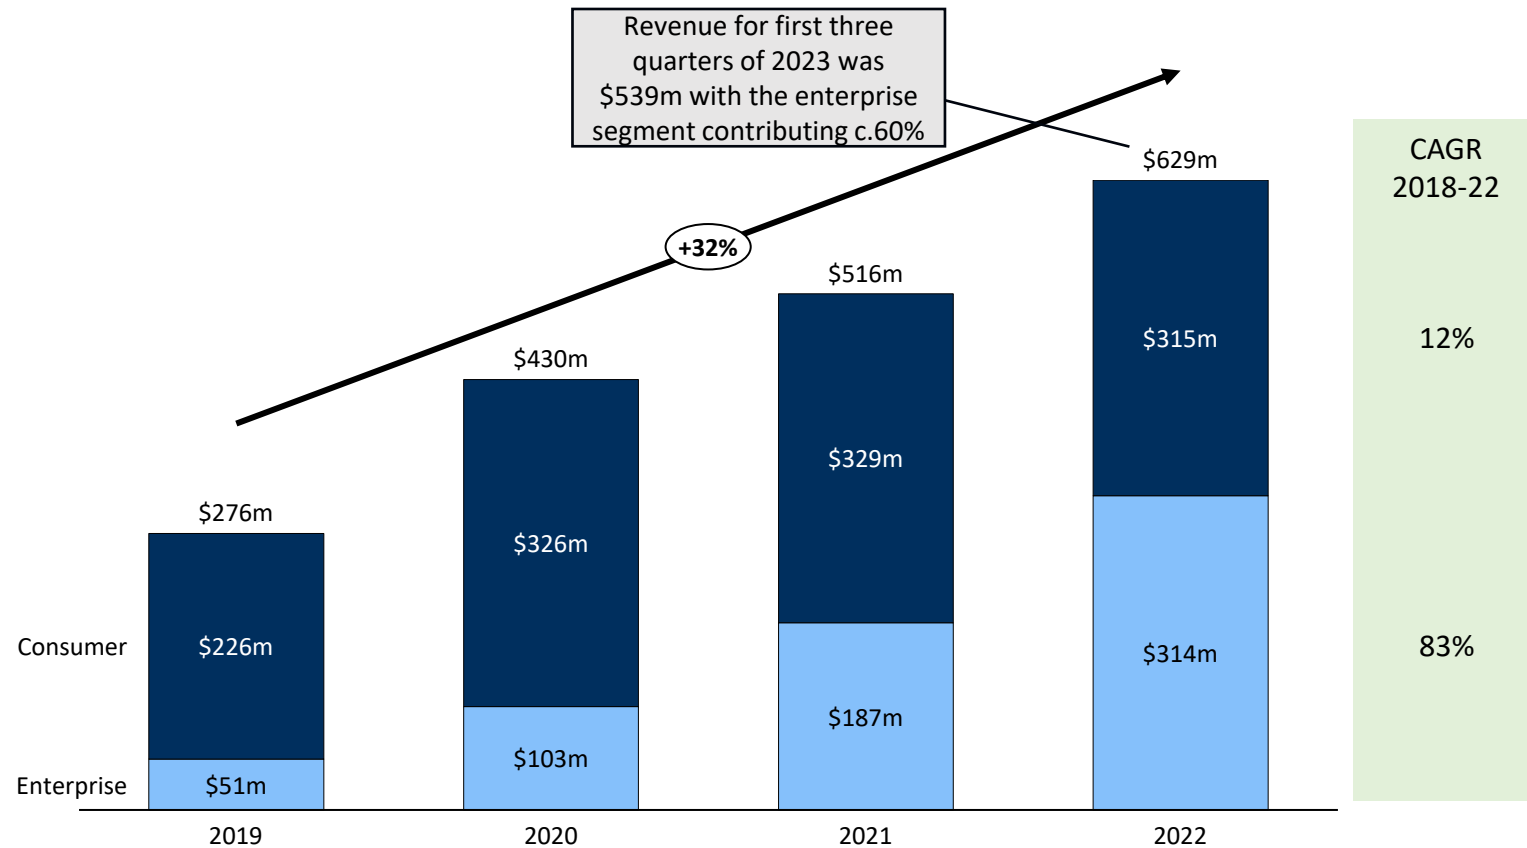 Revenue for first three
quarters of 2023 was
$539m with the enterprise
segment contributing c.60%
CAGR
2018-22
$629m
+32%
$516m
$315m
12%
$430m
$329m
$276m
$326m
Consumer
$226m
$314m
83%
$187m
$103m
Enterprise
$51m
2019
2020
2021
2022